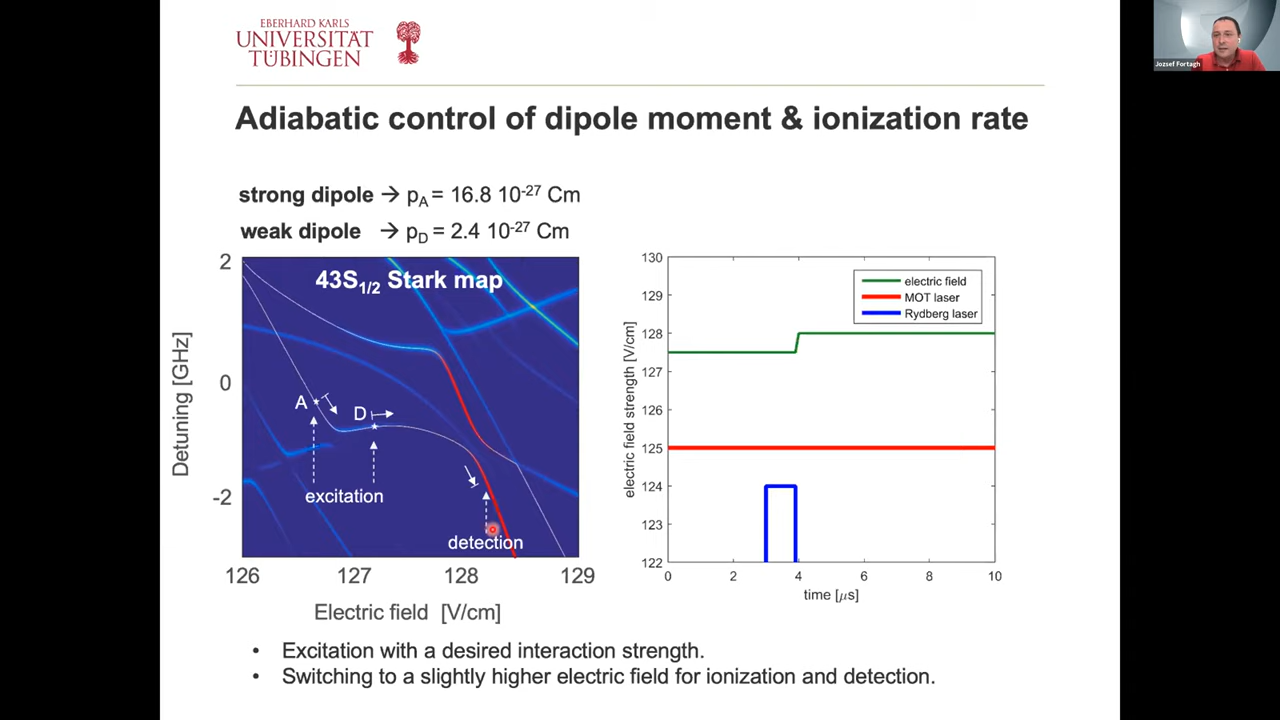 EBERHARD KARLS
UNIVERSITÄT
TÜBINGEN
Jozsef Fortagh
Adiabatic control of dipole moment & ionization rate
strong dipole → pA = 16.8 10-27 Cm
weak dipole → pD = 2.4 10-27 Cm
43S1/2 Stark map
2
0
-2
Detuning [GHz]
A
D
excitation
detection
126 127 128 129
Electric field [V/cm]
130
129
128
127
126
125
124
123
122
electric field strength [V/cm]
electric field
MOT laser
Rydberg laser
0 2 4 6 8 10
time [μs]
• Excitation with a desired interaction strength.
• Switching to a slightly higher electric field for ionization and detection.